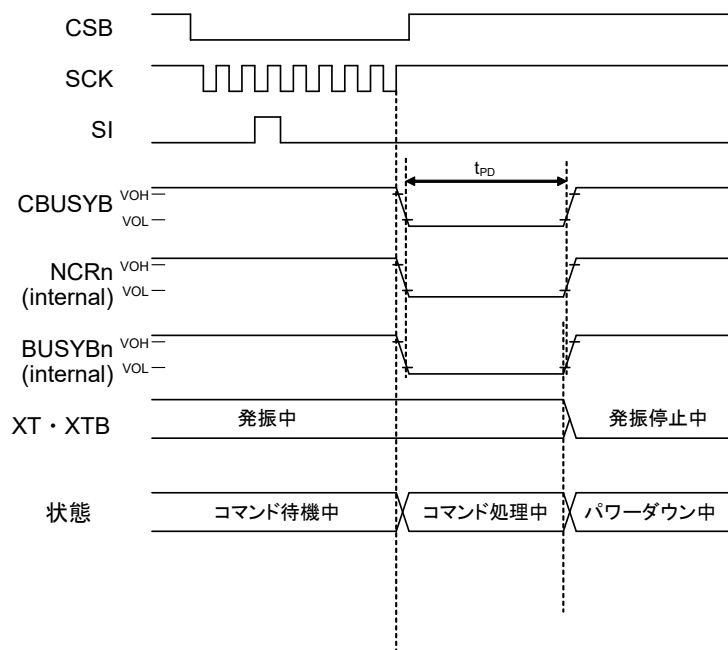 CSB
SCK
SI
tPD
CBUSYB
VOH
VOL
NCRn
(internal)
VOH
VOL
BUSYBn
(internal)
VOH
VOL
XT・XTB
発振中
発振停止中
状態
コマンド待機中
コマンド処理中
パワーダウン中